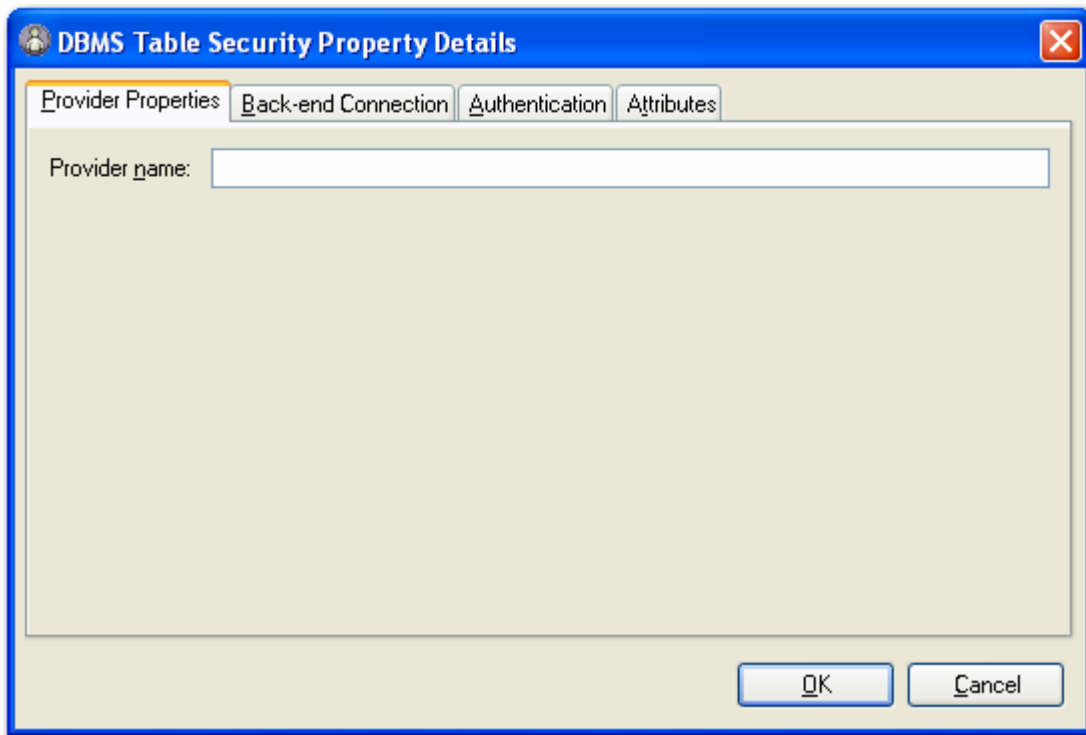 DBMS Table Security Property Details
Provider Properties Back-end Connection Authentication Attributes
Provider name:
OK Cancel